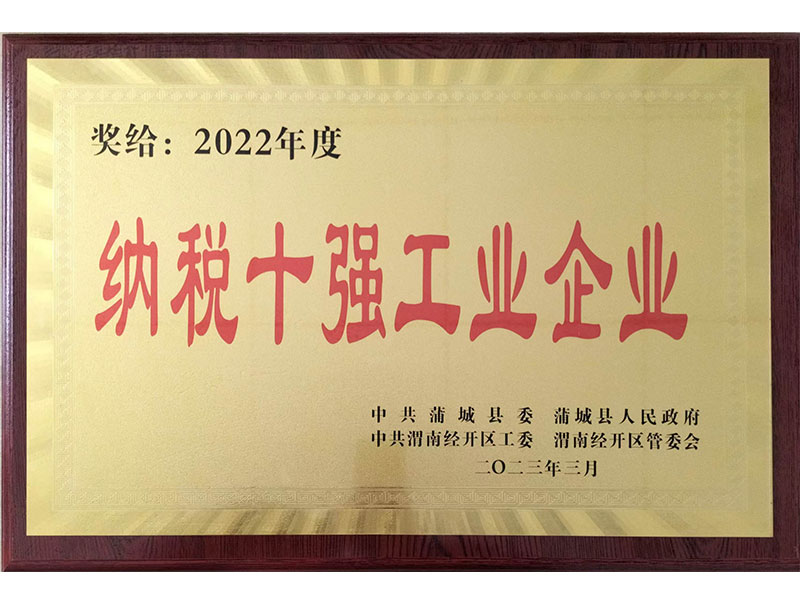 奖给：2022年度
纳税十强工业企业
中共蒲城县委 蒲城县人民政府
中共渭南经开区工委 渭南经开区管委会
二〇二三年三月